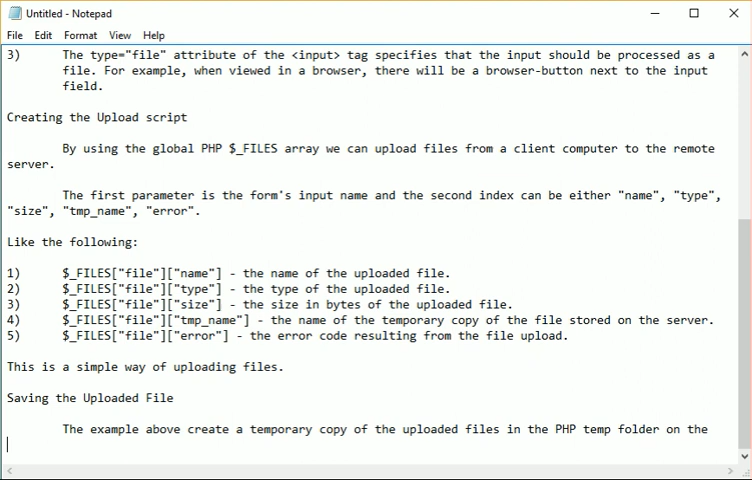 Untitled - Notepad
File Edit Format View Help
3) The type="file" attribute of the <input> tag specifies that the input should be processed as a
file. For example, when viewed in a browser, there will be a browser-button next to the input
field.
Creating the Upload script
By using the global PHP $_FILES array we can upload files from a client computer to the remote
server.
The first parameter is the form's input name and the second index can be either "name", "type",
"size", "tmp_name", "error".
Like the following:
1) $_FILES["file"]["name"] - the name of the uploaded file.
2) $_FILES["file"]["type"] - the type of the uploaded file.
3) $_FILES["file"]["size"] - the size in bytes of the uploaded file.
4) $_FILES["file"]["tmp_name"] - the name of the temporary copy of the file stored on the server.
5) $_FILES["file"]["error"] - the error code resulting from the file upload.
This is a simple way of uploading files.
Saving the Uploaded File
The example above create a temporary copy of the uploaded files in the PHP temp folder on the